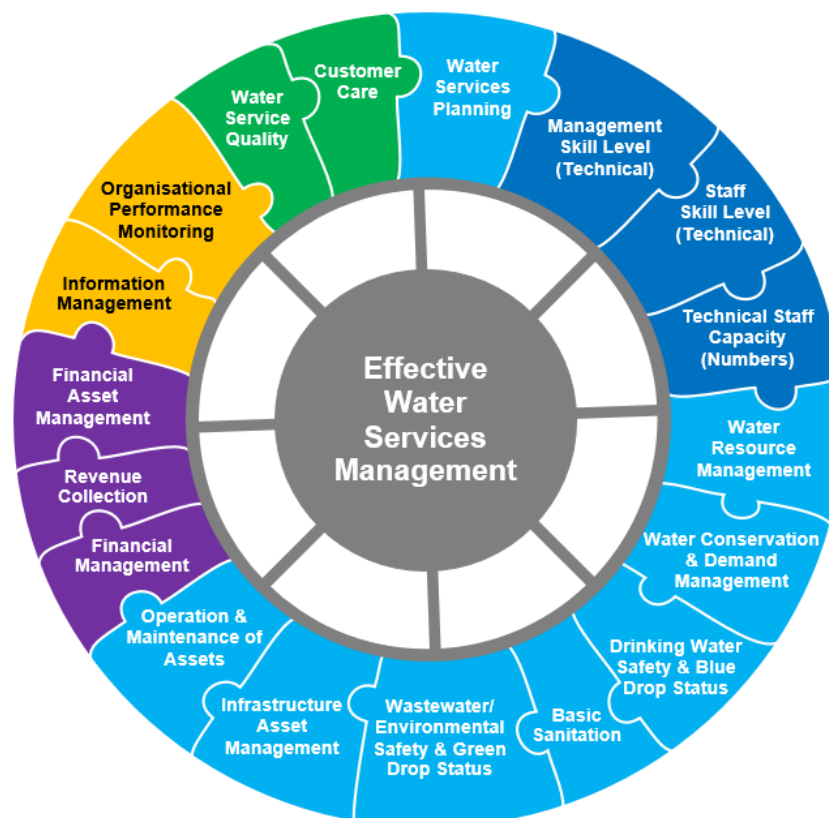 Water
Services
Planning
Management
Skill Level
(Technical)
Staff
Skill Level
(Technical)
Technical Staff
Capacity
(Numbers)
Water
Resource
Management
Water Conservation
& Demand
Management
Drinking Water
Safety & Blue
Drop Status
Basic
Sanitation
Wastewater/
Environmental
Safety & Green
Drop Status
Infrastructure
Asset
Management
Operation &
Maintenance of
Assets
Financial
Management
Revenue
Collection
Financial
Asset
Management
Information
Management
Organisational
Performance
Monitoring
Water
Service
Quality
Customer
Care
Effective
Water
Services
Management